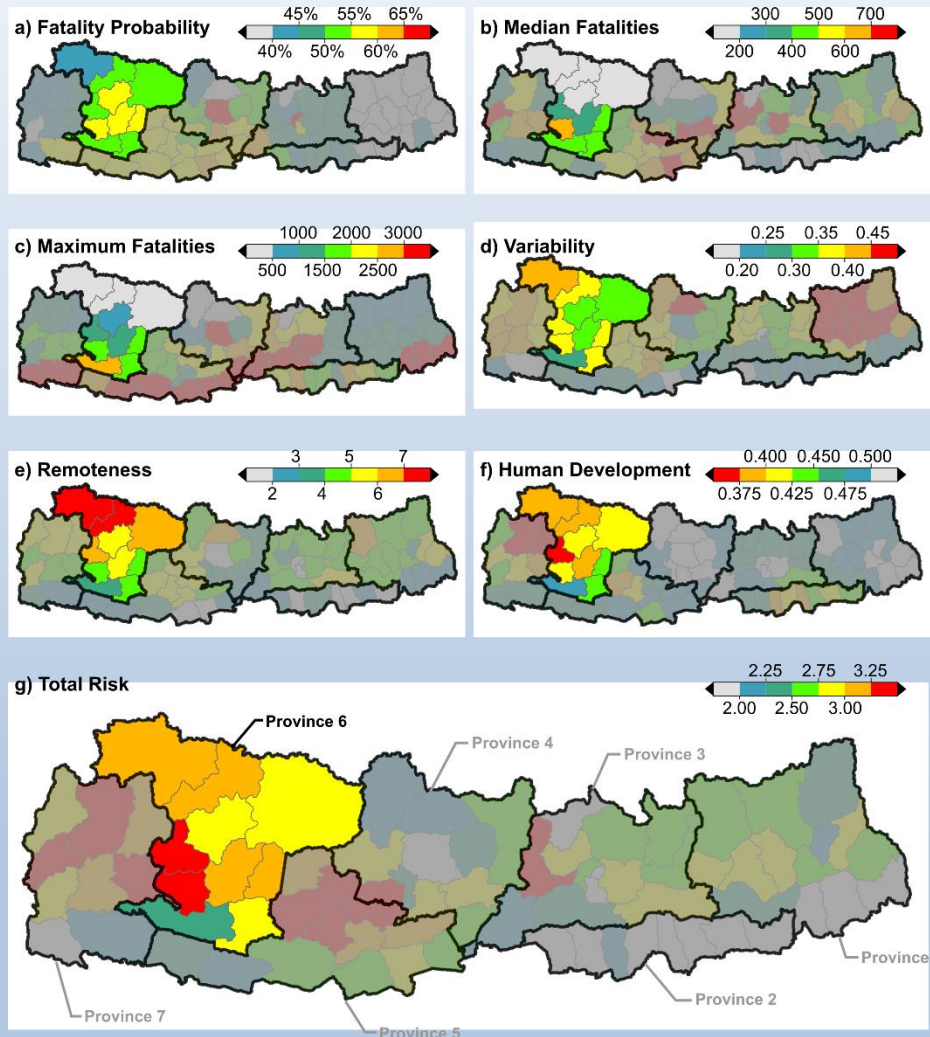 a) Fatality Probability
45% 55% 65%
40% 50% 60%
b) Median Fatalities
300 500 700
200 400 600
c) Maximum Fatalities
1000 2000 3000
500 1500 2500
d) Variability
0.25 0.35 0.45
0.20 0.30 0.40
e) Remoteness
3 5 7
2 4 6
f) Human Development
0.400 0.450 0.500
0.375 0.425 0.475
g) Total Risk
2.25 2.75 3.25
2.00 2.50 3.00
Province 6
Province 4
Province 3
Province
Province 2
Province 7
Province 5